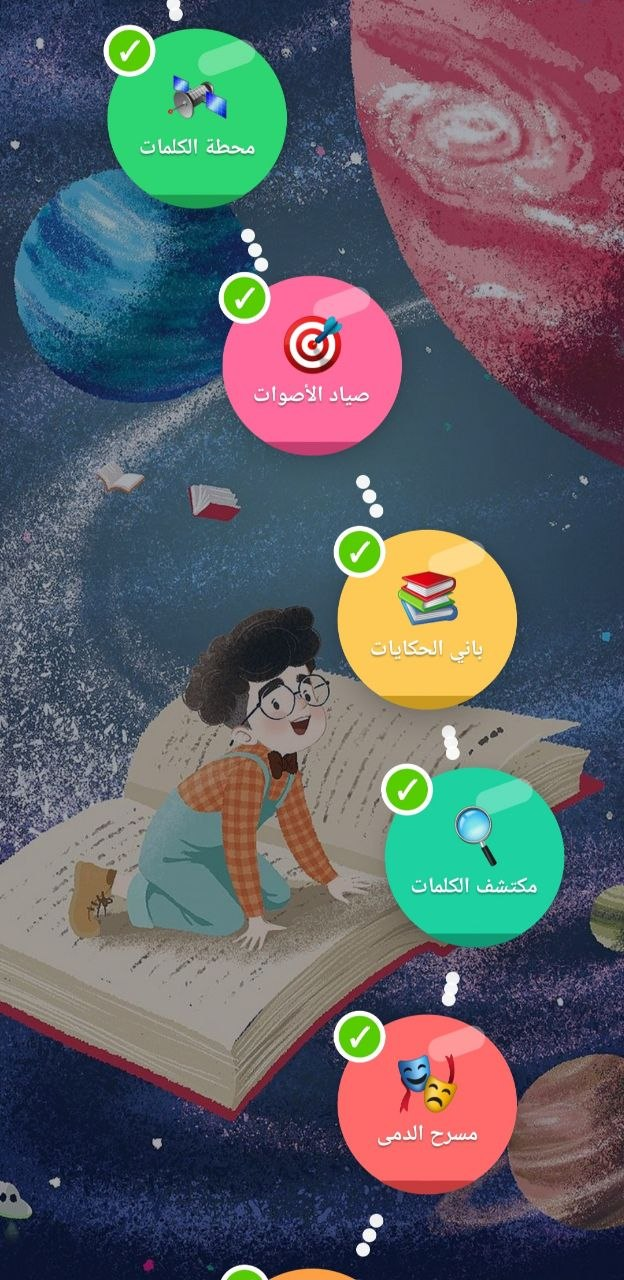 محطة الكلمات
صياد الأصوات
باني الحكايات
مكتشف الكلمات
مسرح الدمى